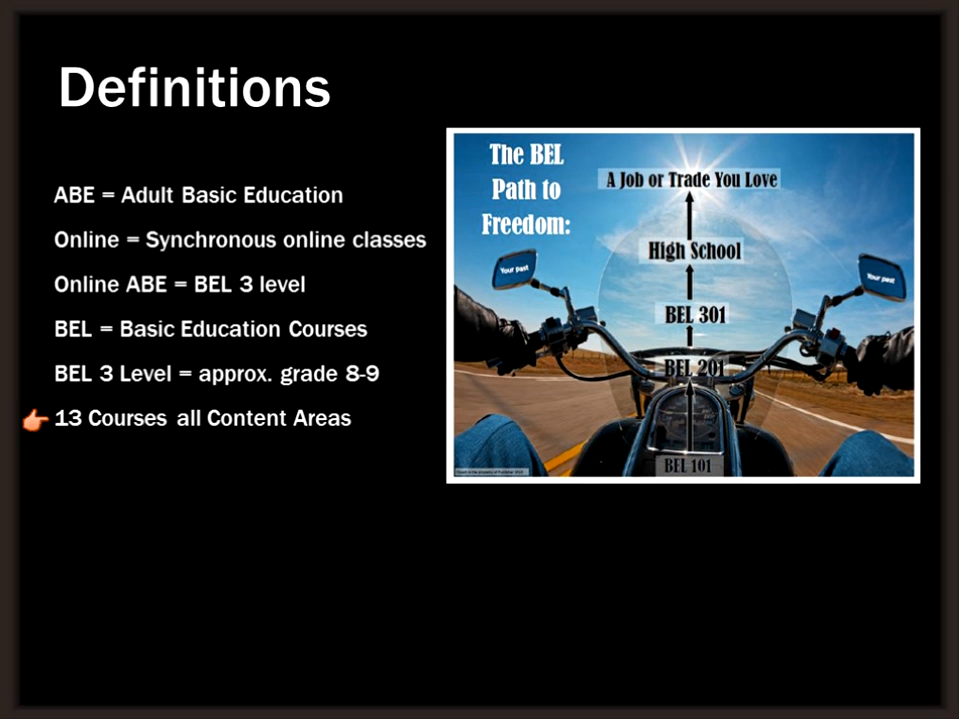 Definitions
ABE = Adult Basic Education
Online = Synchronous online classes
Online ABE = BEL 3 level
BEL = Basic Education Courses
BEL 3 Level = approx. grade 8-9
13 Courses all Content Areas
The BEL
Path to
Freedom:
A Job or Trade You Love
High School
BEL 301
BEL 201
BEL 101
Your past
Your past